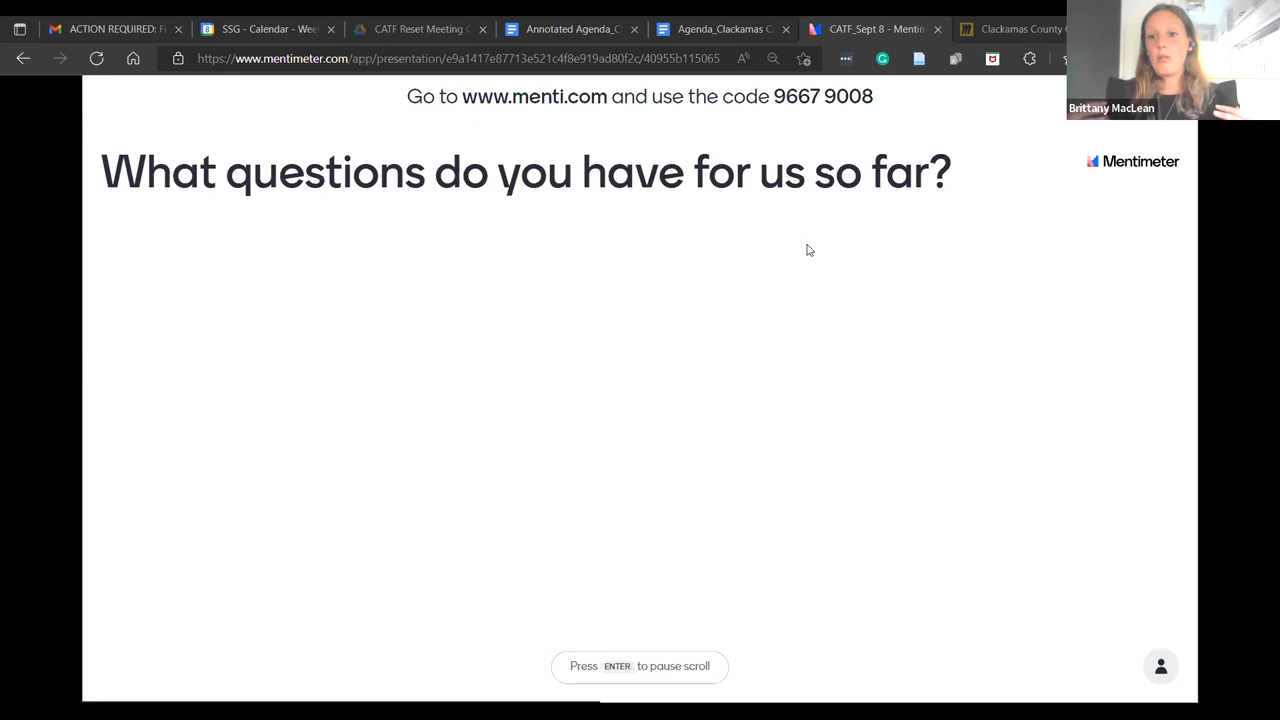 ACTION REQUIRED: Fi
SSG - Calendar - Wee
CATF Reset Meeting
Annotated Agenda_C
Agenda_Clackamas C
CATF_Sept 8 - Mentim
Clackamas County
https://www.mentimeter.com/app/presentation/e9a1417e87713e521c4f8e919ad80f2c/40955b115065
Brittany MacLean
Go to www.menti.com and use the code 9667 9008
What questions do you have for us so far?
Mentimeter
Press ENTER to pause scroll